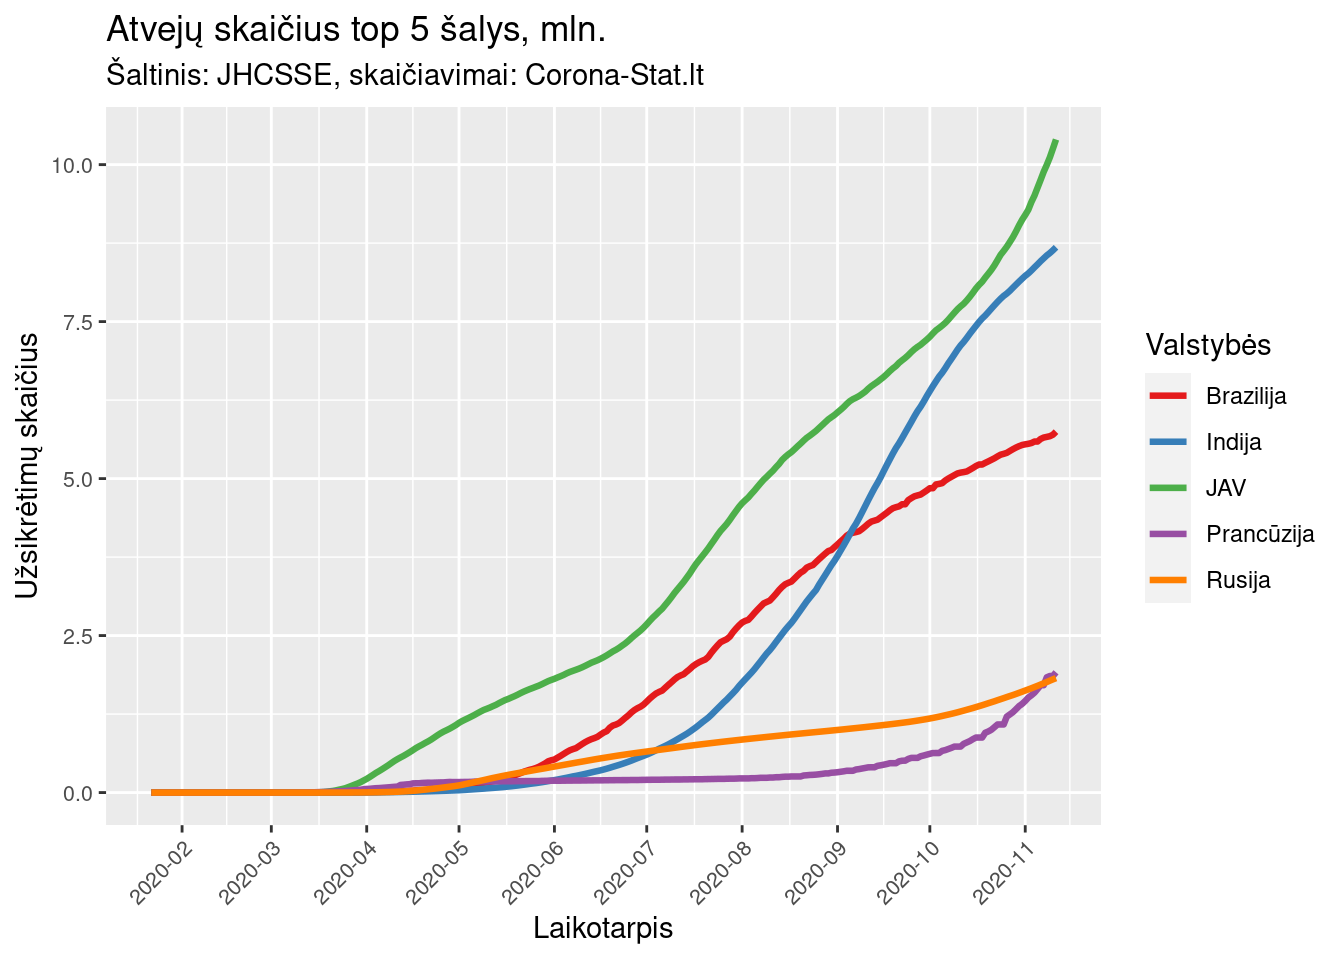 Atvejų skaičius top 5 šalys, mln.
Šaltinis: JHCSSE, skaičiavimai: Corona-Stat.lt
Užsikrėtimų skaičius
10.0
7.5
5.0
2.5
0.0
2020-02
2020-03
2020-04
2020-05
2020-06
2020-07
2020-08
2020-09
2020-10
2020-11
Laikotarpis
Valstybės
Brazilija
Indija
JAV
Prancūzija
Rusija